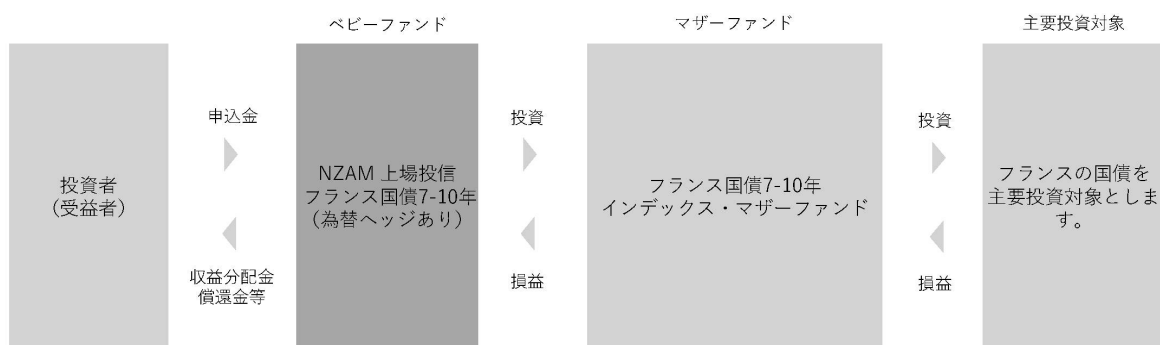 ベビーファンド
マザーファンド
主要投資対象
投資者
（受益者）
申込金
収益分配金
償還金等
NZAM 上場投信
フランス国債7-10年
（為替ヘッジあり）
投資
損益
フランス国債7-10年
インデックス・マザーファンド
投資
損益
フランスの国債を
主要投資対象としま
す。